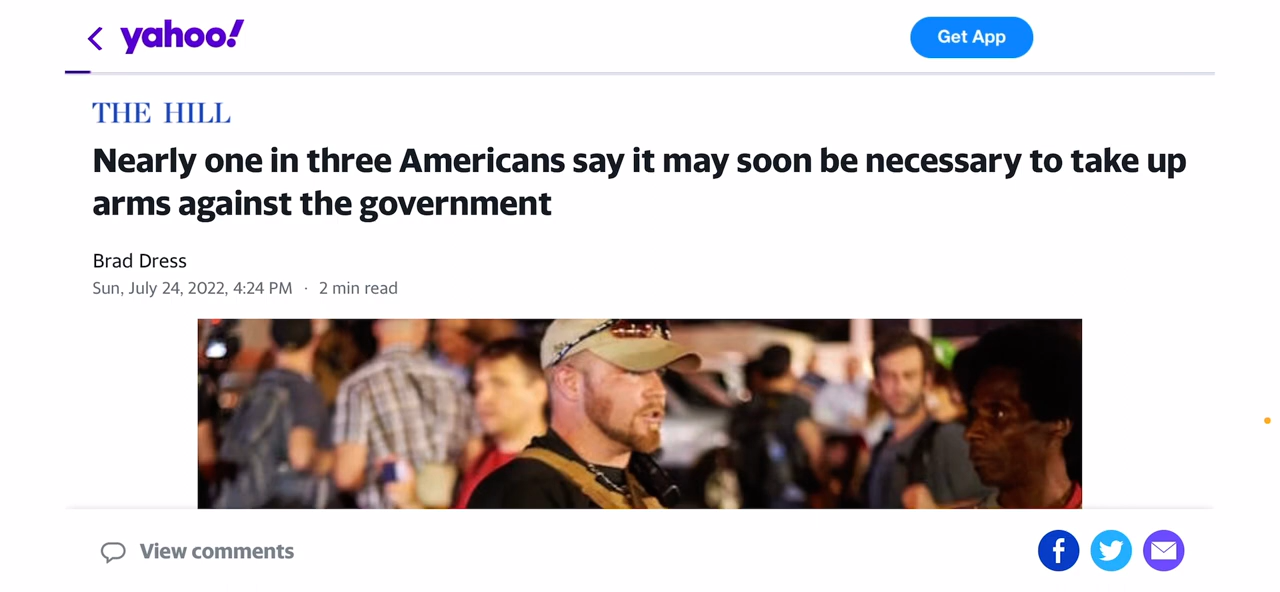 yahoo!
Get App
THE HILL
Nearly one in three Americans say it may soon be necessary to take up
arms against the government
Brad Dress
Sun, July 24, 2022, 4:24 PM · 2 min read
View comments